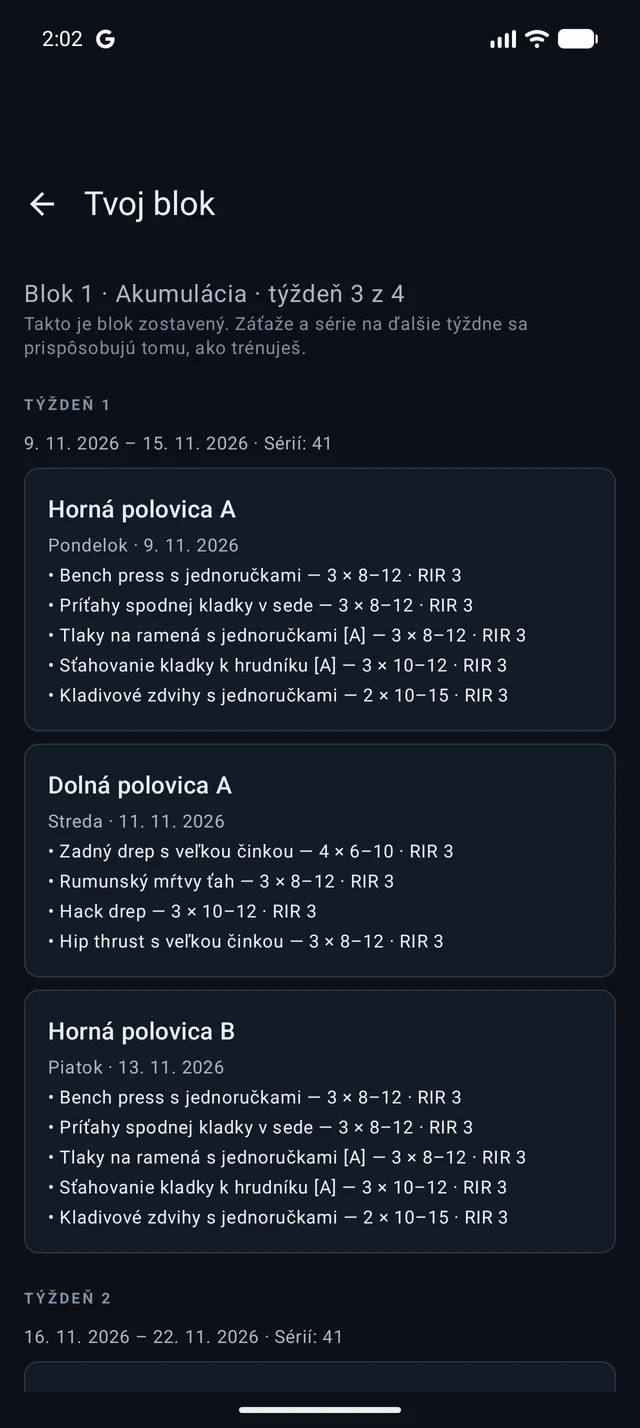 2:02
Tvoj blok
Blok 1 · Akumulácia · týždeň 3 z 4
Takto je blok zostavený. Záťaže a série na ďalšie týždne sa
prispôsobujú tomu, ako trénuješ.
TÝŽDEŇ 1
9. 11. 2026 – 15. 11. 2026 · Sérií: 41
Horná polovica A
Pondelok · 9. 11. 2026
• Bench press s jednoručkami — 3 × 8–12 · RIR 3
• Príťahy spodnej kladky v sede — 3 × 8–12 · RIR 3
• Tlaky na ramená s jednoručkami [A] — 3 × 8–12 · RIR 3
• Sťahovanie kladky k hrudníku [A] — 3 × 10–12 · RIR 3
• Kladivové zdvihy s jednoručkami — 2 × 10–15 · RIR 3
Dolná polovica A
Streda · 11. 11. 2026
• Zadný drep s veľkou činkou — 4 × 6–10 · RIR 3
• Rumunský mŕtvy ťah — 3 × 8–12 · RIR 3
• Hack drep — 3 × 10–12 · RIR 3
• Hip thrust s veľkou činkou — 3 × 8–12 · RIR 3
Horná polovica B
Piatok · 13. 11. 2026
• Bench press s jednoručkami — 3 × 8–12 · RIR 3
• Príťahy spodnej kladky v sede — 3 × 8–12 · RIR 3
• Tlaky na ramená s jednoručkami [A] — 3 × 8–12 · RIR 3
• Sťahovanie kladky k hrudníku [A] — 3 × 10–12 · RIR 3
• Kladivové zdvihy s jednoručkami — 2 × 10–15 · RIR 3
TÝŽDEŇ 2
16. 11. 2026 – 22. 11. 2026 · Sérií: 41